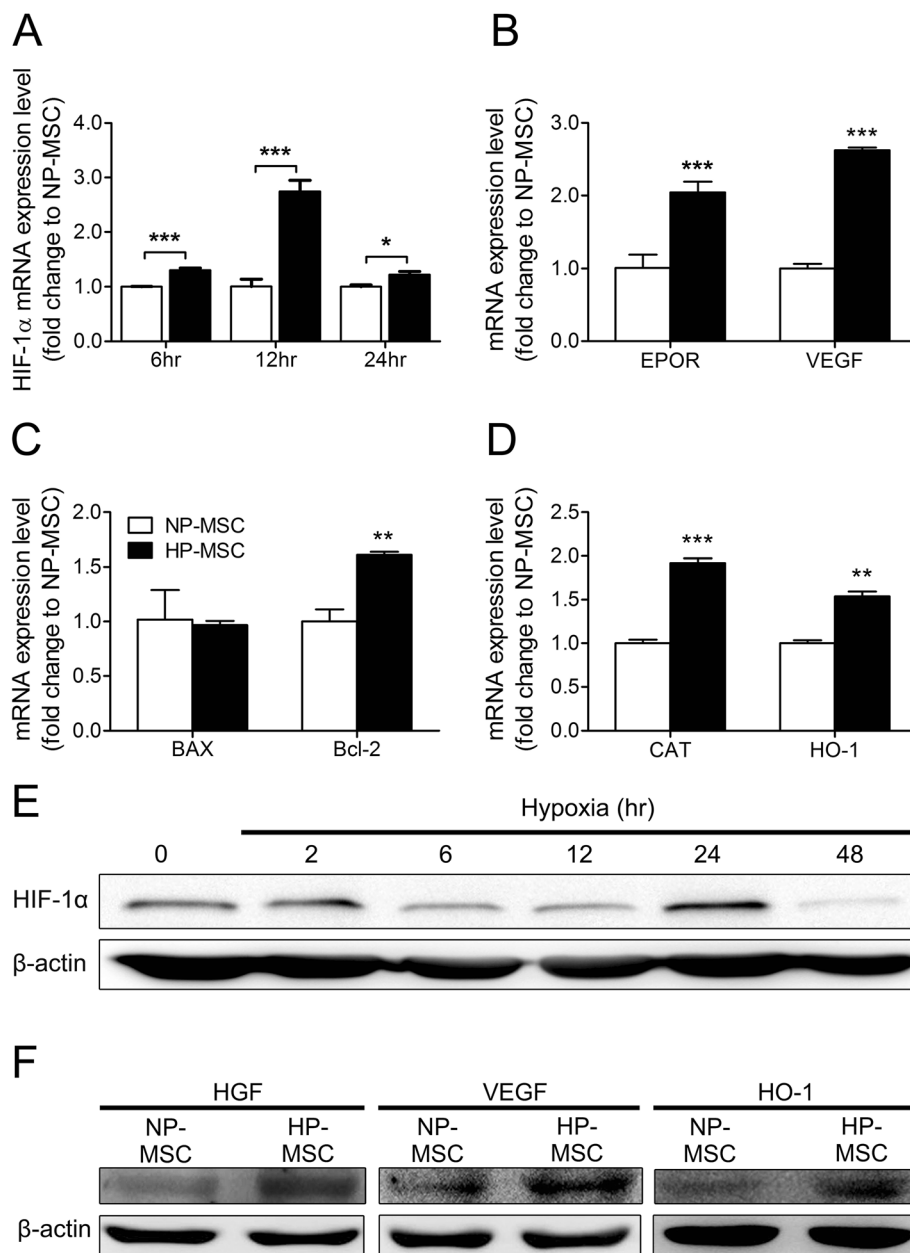 A
HIF-1α mRNA expression level
(fold change to NP-MSC)
4.0
3.0
2.0
1.0
0.0
***
***
*
6hr 12hr 24hr
B
mRNA expression level
(fold change to NP-MSC)
3.0
2.0
1.0
0.0
***
***
EPOR VEGF
C
mRNA expression level
(fold change to NP-MSC)
2.0
1.5
1.0
0.5
0.0
NP-MSC
HP-MSC
**
BAX Bcl-2
D
mRNA expression level
(fold change to NP-MSC)
2.5
2.0
1.5
1.0
0.5
0.0
***
**
CAT HO-1
E
Hypoxia (hr)
0 2 6 12 24 48
HIF-1α
β-actin
F
HGF VEGF HO-1
NP- HP- NP- HP- NP- HP-
MSC MSC MSC MSC MSC MSC
β-actin